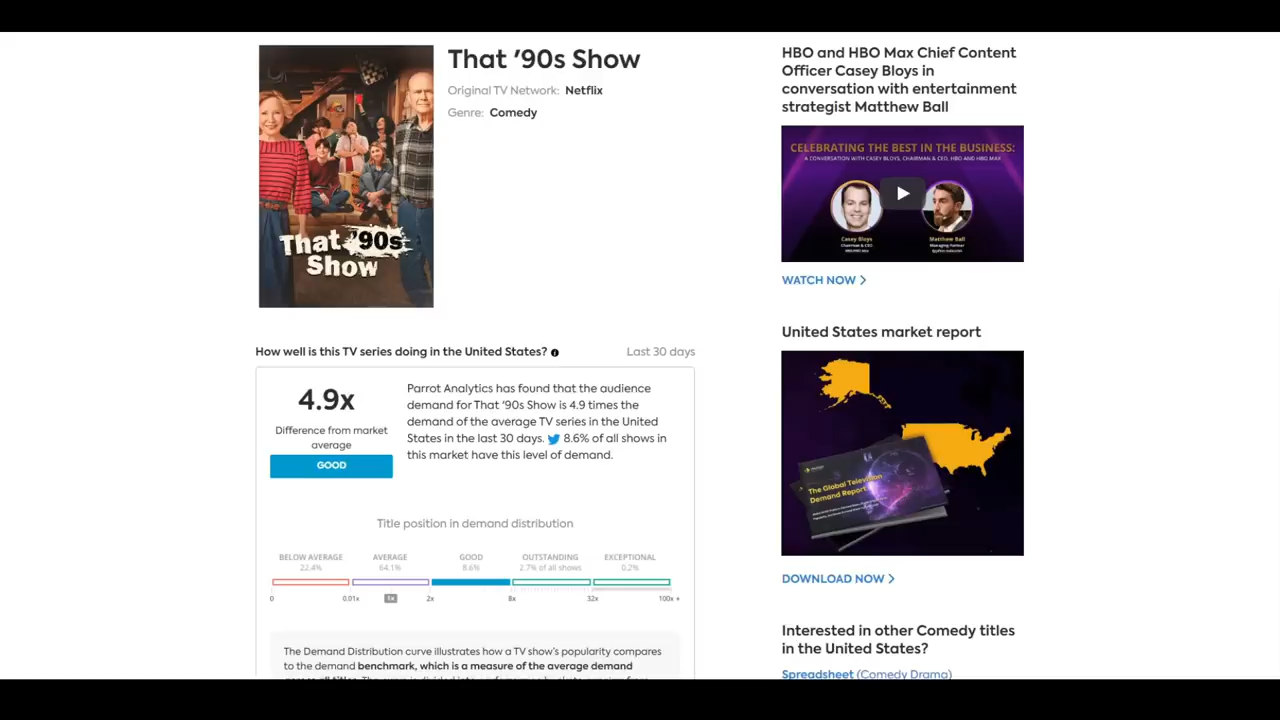 That '90s Show
Original TV Network: Netflix
Genre: Comedy
That '90s
Show
How well is this TV series doing in the United States?
Last 30 days
4.9x
Difference from market
average
GOOD
Parrot Analytics has found that the audience
demand for That '90s Show is 4.9 times the
demand of the average TV series in the United
States in the last 30 days. 8.6% of all shows in
this market have this level of demand.
Title position in demand distribution
BELOW AVERAGE AVERAGE GOOD OUTSTANDING EXCEPTIONAL
22.4% 64.1% 8.6% 2.7% of all shows 0.2%
0 0.01x 1x 2x 8x 32x 100x +
The Demand Distribution curve illustrates how a TV show's popularity compares
to the demand benchmark, which is a measure of the average demand
HBO and HBO Max Chief Content
Officer Casey Bloys in
conversation with entertainment
strategist Matthew Ball
CELEBRATING THE BEST IN THE BUSINESS:
A CONVERSATION WITH CASEY BLOYS, CHAIRMAN & CEO, HBO AND HBO MAX
Casey Bloys Matthew Ball
Chairman & CEO Managing Partner
WATCH NOW >
United States market report
The Global Television
Demand Report
DOWNLOAD NOW >
Interested in other Comedy titles
in the United States?
Spreadsheet (Comedy Drama)